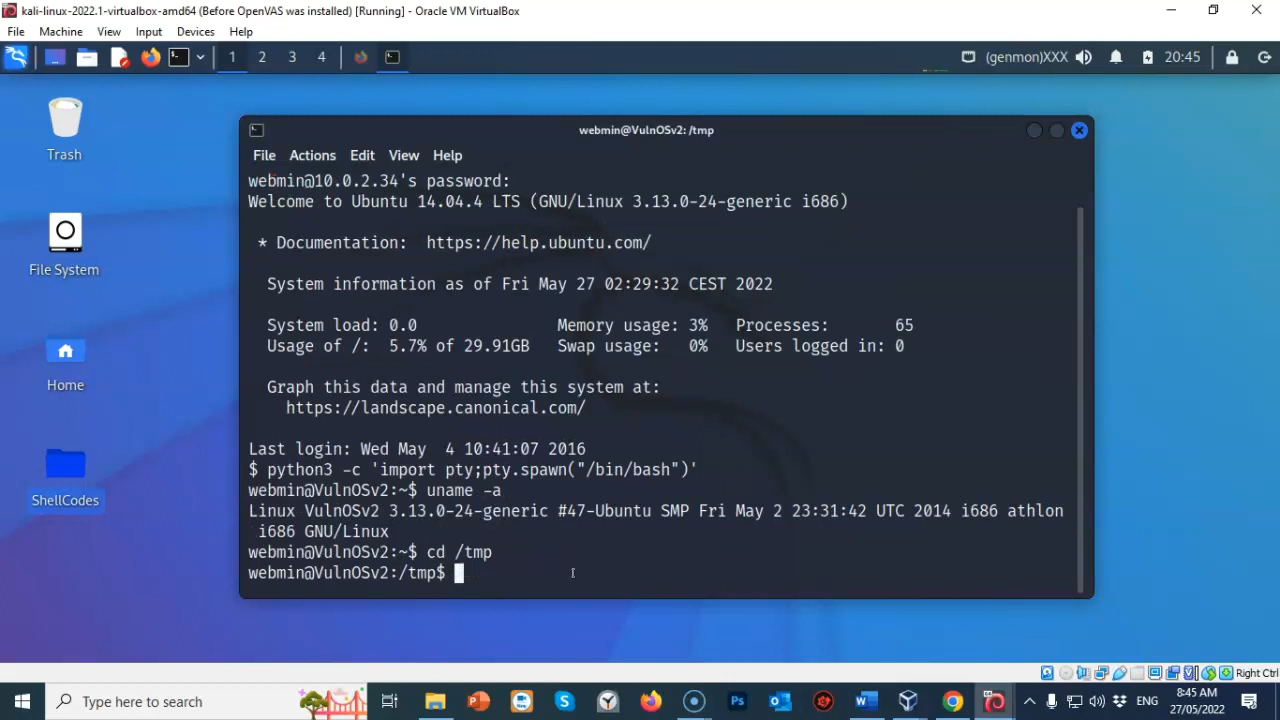 kali-linux-2022.1-virtualbox-amd64 (Before OpenVAS was installed) [Running] - Oracle VM VirtualBox
File Machine View Input Devices Help
1 2 3 4 (genmon)XXX 20:45
Trash
File System
Home
ShellCodes
webmin@VulnOSv2: /tmp
File Actions Edit View Help
webmin@10.0.2.34's password:
Welcome to Ubuntu 14.04.4 LTS (GNU/Linux 3.13.0-24-generic i686)
* Documentation: https://help.ubuntu.com/
System information as of Fri May 27 02:29:32 CEST 2022
System load: 0.0 Memory usage: 3% Processes: 65
Usage of /: 5.7% of 29.91GB Swap usage: 0% Users logged in: 0
Graph this data and manage this system at:
https://landscape.canonical.com/
Last login: Wed May 4 10:41:07 2016
$ python3 -c 'import pty;pty.spawn("/bin/bash")'
webmin@VulnOSv2:~$ uname -a
Linux VulnOSv2 3.13.0-24-generic #47-Ubuntu SMP Fri May 2 23:31:42 UTC 2014 i686 athlon
i686 GNU/Linux
webmin@VulnOSv2:~$ cd /tmp
webmin@VulnOSv2:/tmp$
Right Ctrl
Type here to search
ENG
8:45 AM
27/05/2022